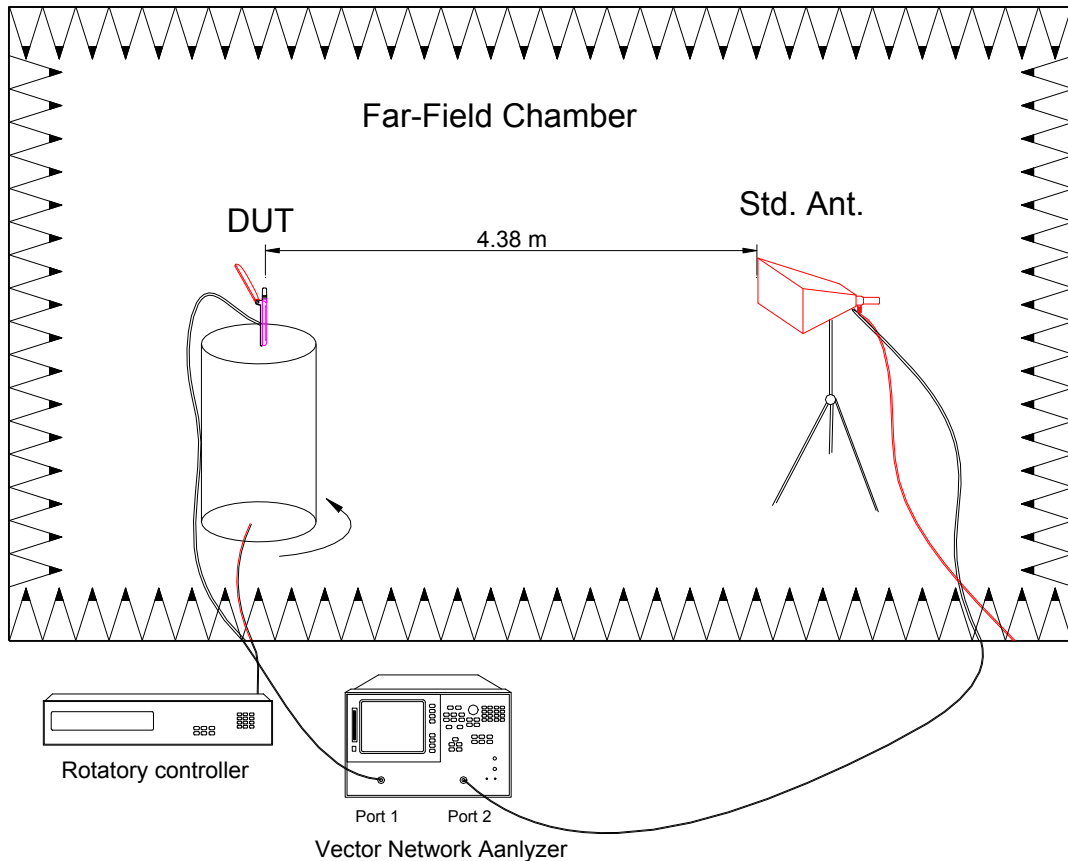 Far-Field Chamber
DUT
Std. Ant.
4.38 m
Rotatory controller
Port 1
Port 2
Vector Network Aanlyzer